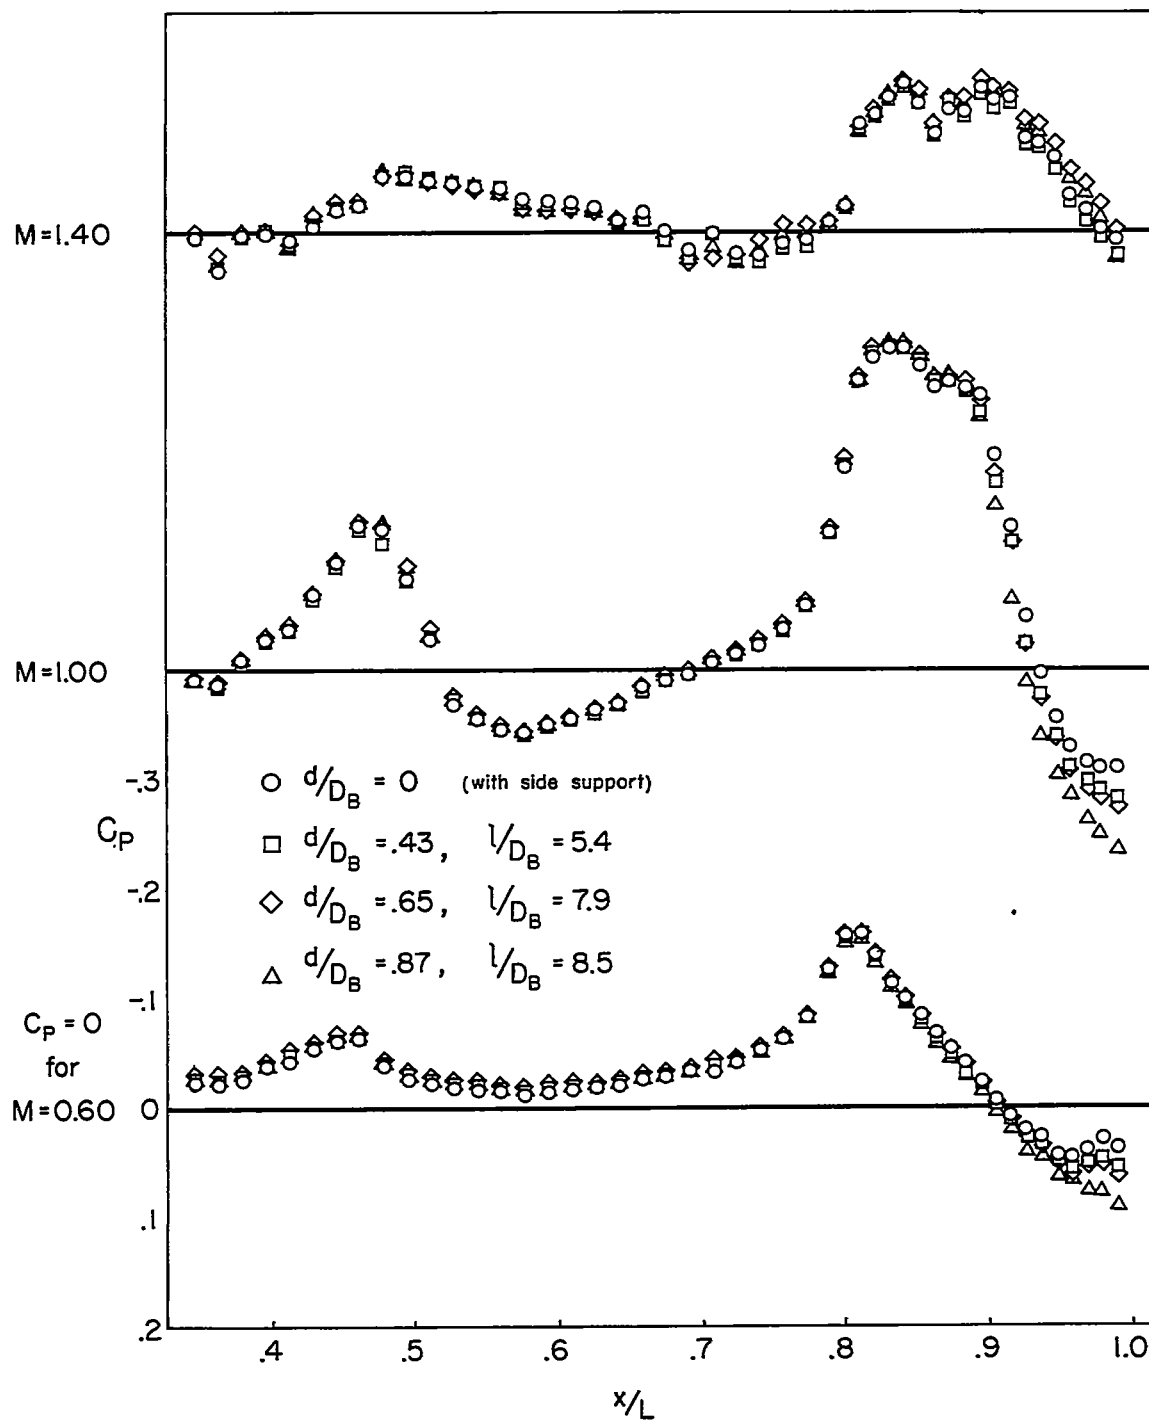 M=1.40
M=1.00
-.3
d/D_B = 0 (with side support)
C_P
d/D_B = .43, l/D_B = 5.4
-.2
d/D_B = .65, l/D_B = 7.9
d/D_B = .87, l/D_B = 8.5
-.1
C_P = 0
for
M=0.60 0
.1
.2
.4 .5 .6 .7 .8 .9 1.0
x/L